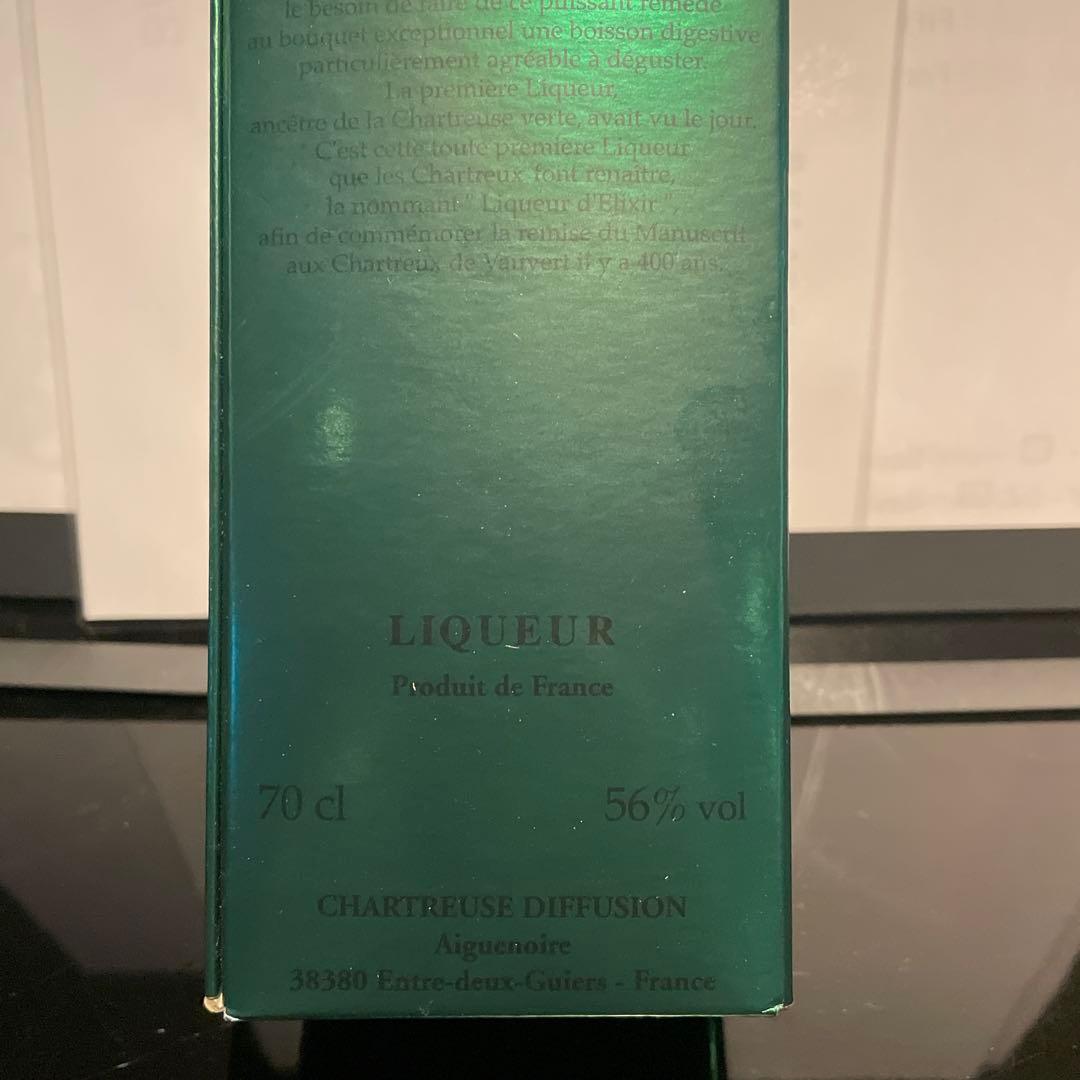 le besoin de faire de ce puissant remède
au bouquet exceptionnel une boisson digestive
particulièrement agréable à déguster.
La première Liqueur,
ancêtre de la Chartreuse verte, avait vu le jour.
C'est cette toute première Liqueur
que les Chartreux font renaître,
la nommant " Liqueur d'Elixir ",
afin de commémorer la remise du Manuscrit
aux Chartreux de Vauvert il y a 400 ans.
LIQUEUR
Produit de France
70 cl 56% vol
CHARTREUSE DIFFUSION
Aiguenoire
38380 Entre-deux-Guiers - France